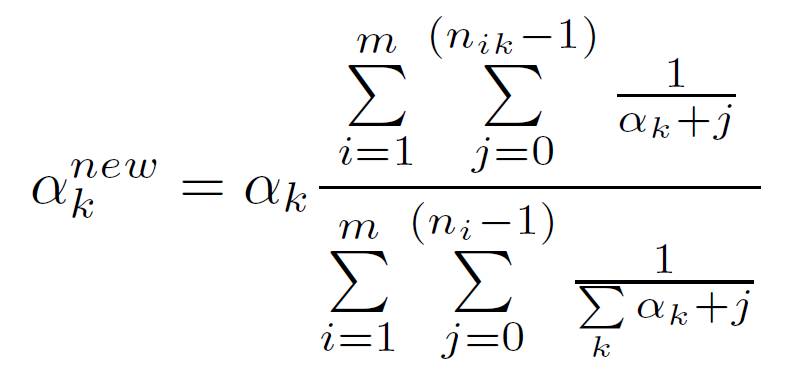 α_k^{new} = α_k \frac{\sum_{i=1}^{m} \sum_{j=0}^{(n_{ik}-1)} \frac{1}{α_k+j}}{\sum_{i=1}^{m} \sum_{j=0}^{(n_i-1)} \frac{1}{\sum_k α_k+j}}